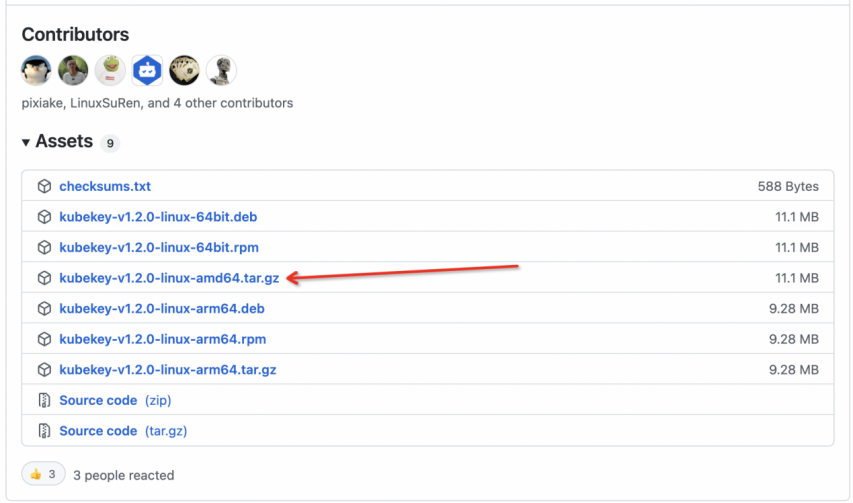 Contributors
pixiake, LinuxSuRen, and 4 other contributors
Assets 9
checksums.txt 588 Bytes
kubekey-v1.2.0-linux-64bit.deb 11.1 MB
kubekey-v1.2.0-linux-64bit.rpm 11.1 MB
kubekey-v1.2.0-linux-amd64.tar.gz 11.1 MB
kubekey-v1.2.0-linux-arm64.deb 9.28 MB
kubekey-v1.2.0-linux-arm64.rpm 9.28 MB
kubekey-v1.2.0-linux-arm64.tar.gz 9.28 MB
Source code (zip)
Source code (tar.gz)
3 3 people reacted